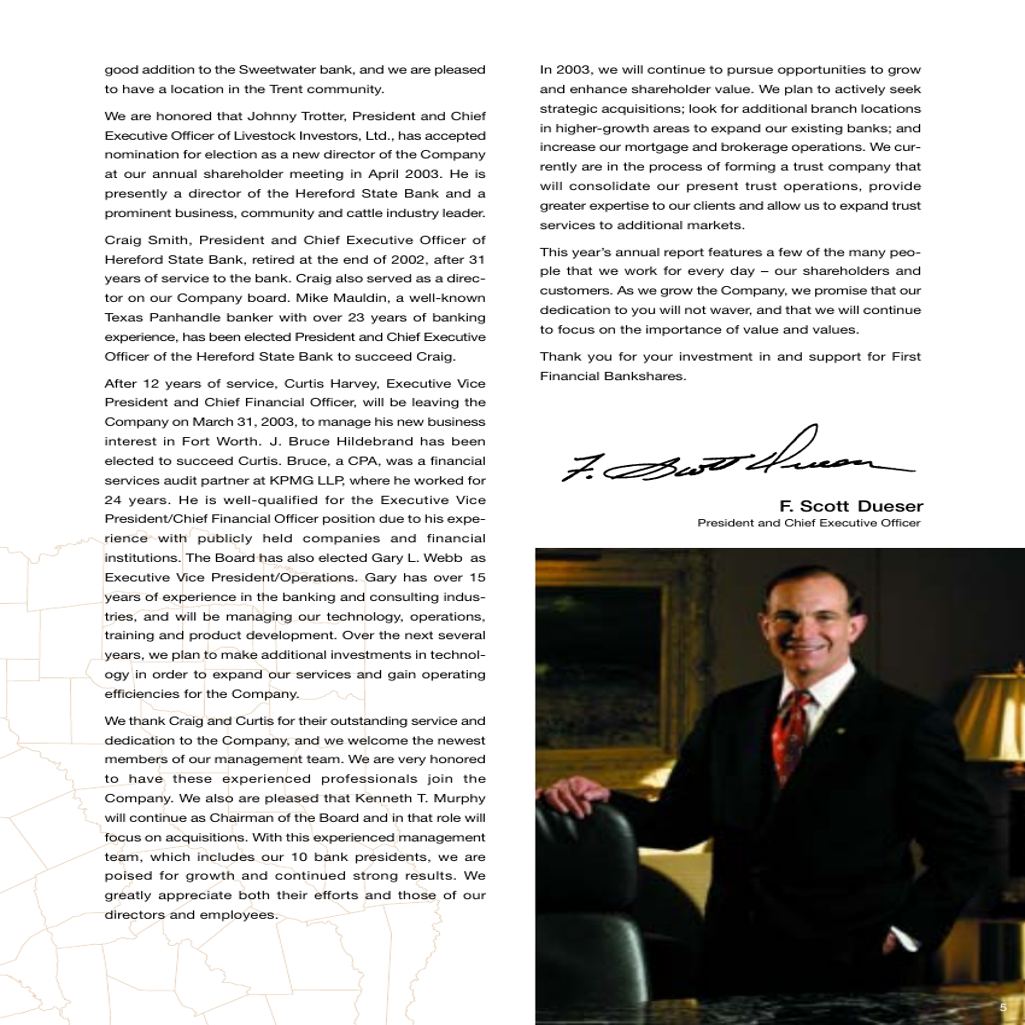 good addition to the Sweetwater bank, and we are pleased
to have a location in the Trent community.
We are honored that Johnny Trotter, President and Chief
Executive Officer of Livestock Investors, Ltd., has accepted
nomination for election as a new director of the Company
at our annual shareholder meeting in April 2003. He is
presently a director of the Hereford State Bank and a
prominent business, community and cattle industry leader.
Craig Smith, President and Chief Executive Officer of
Hereford State Bank, retired at the end of 2002, after 31
years of service to the bank. Craig also served as a direc-
tor on our Company board. Mike Mauldin, a well-known
Texas Panhandle banker with over 23 years of banking
experience, has been elected President and Chief Executive
Officer of the Hereford State Bank to succeed Craig.
After 12 years of service, Curtis Harvey, Executive Vice
President and Chief Financial Officer, will be leaving the
Company on March 31, 2003, to manage his new business
interest in Fort Worth. J. Bruce Hildebrand has been
elected to succeed Curtis. Bruce, a CPA, was a financial
services audit partner at KPMG LLP, where he worked for
24 years. He is well-qualified for the Executive Vice
President/Chief Financial Officer position due to his expe-
rience with publicly held companies and financial
institutions. The Board has also elected Gary L. Webb as
Executive Vice President/Operations. Gary has over 15
years of experience in the banking and consulting indus-
tries, and will be managing our technology, operations,
training and product development. Over the next several
years, we plan to make additional investments in technol-
ogy in order to expand our services and gain operating
efficiencies for the Company.
We thank Craig and Curtis for their outstanding service and
dedication to the Company, and we welcome the newest
members of our management team. We are very honored
to have these experienced professionals join the
Company. We also are pleased that Kenneth T. Murphy
will continue as Chairman of the Board and in that role will
focus on acquisitions. With this experienced management
team, which includes our 10 bank presidents, we are
poised for growth and continued strong results. We
greatly appreciate both their efforts and those of our
directors and employees.
In 2003, we will continue to pursue opportunities to grow
and enhance shareholder value. We plan to actively seek
strategic acquisitions; look for additional branch locations
in higher-growth areas to expand our existing banks; and
increase our mortgage and brokerage operations. We cur-
rently are in the process of forming a trust company that
will consolidate our present trust operations, provide
greater expertise to our clients and allow us to expand trust
services to additional markets.
This year’s annual report features a few of the many peo-
ple that we work for every day – our shareholders and
customers. As we grow the Company, we promise that our
dedication to you will not waver, and that we will continue
to focus on the importance of value and values.
Thank you for your investment in and support for First
Financial Bankshares.
F. Scott Dueser
F. Scott Dueser
President and Chief Executive Officer
5